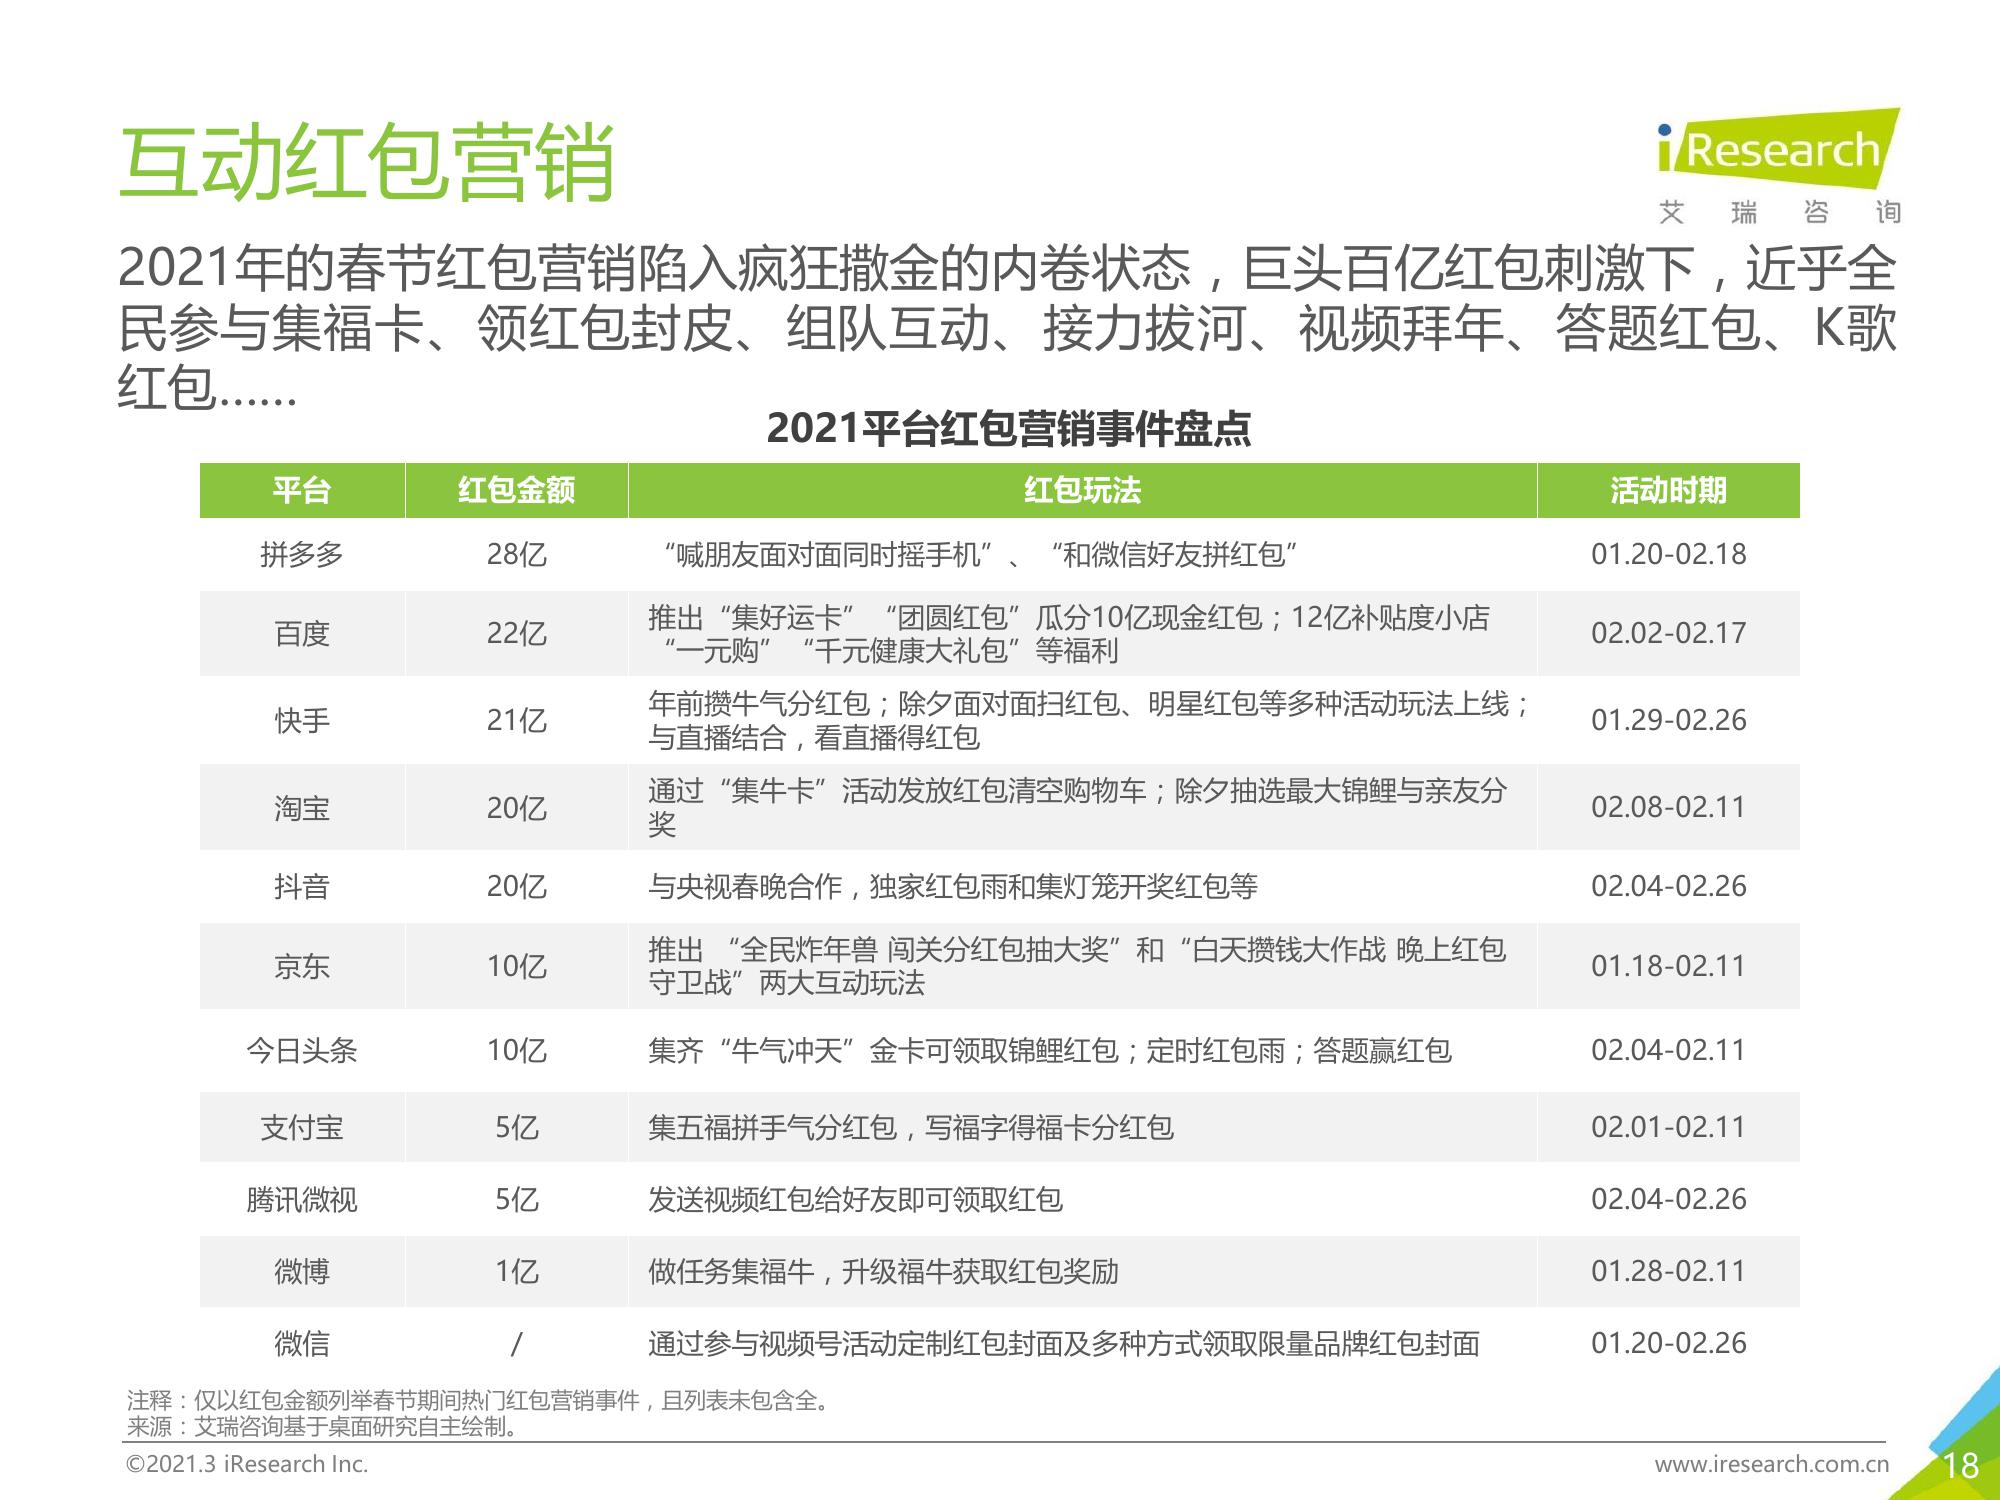 互动红包营销
iResearch
艾瑞咨询
2021年的春节红包营销陷入疯狂撒金的内卷状态，巨头百亿红包刺激下，近乎全
民参与集福卡、领红包封皮、组队互动、接力拔河、视频拜年、答题红包、K歌
红包……
2021平台红包营销事件盘点
平台 红包金额 红包玩法 活动时期
拼多多 28亿 “喊朋友面对面同时摇手机”、“和微信好友拼红包” 01.20-02.18
百度 22亿 推出“集好运卡”“团圆红包”瓜分10亿现金红包；12亿补贴度小店
“一元购”“千元健康大礼包”等福利 02.02-02.17
快手 21亿 年前攒牛气分红包；除夕面对面扫红包、明星红包等多种活动玩法上线；
与直播结合，看直播得红包 01.29-02.26
淘宝 20亿 通过“集牛卡”活动发放红包清空购物车；除夕抽选最大锦鲤与亲友分
奖 02.08-02.11
抖音 20亿 与央视春晚合作，独家红包雨和集灯笼开奖红包等 02.04-02.26
京东 10亿 推出 “全民炸年兽 闯关分红包抽大奖”和“白天攒钱大作战 晚上红包
守卫战”两大互动玩法 01.18-02.11
今日头条 10亿 集齐“牛气冲天”金卡可领取锦鲤红包；定时红包雨；答题赢红包 02.04-02.11
支付宝 5亿 集五福拼手气分红包，写福字得福卡分红包 02.01-02.11
腾讯微视 5亿 发送视频红包给好友即可领取红包 02.04-02.26
微博 1亿 做任务集福牛，升级福牛获取红包奖励 01.28-02.11
微信 / 通过参与视频号活动定制红包封面及多种方式领取限量品牌红包封面 01.20-02.26
注释：仅以红包金额列举春节期间热门红包营销事件，且列表未包含全。
来源：艾瑞咨询基于桌面研究自主绘制。
©2021.3 iResearch Inc.
www.iresearch.com.cn
18